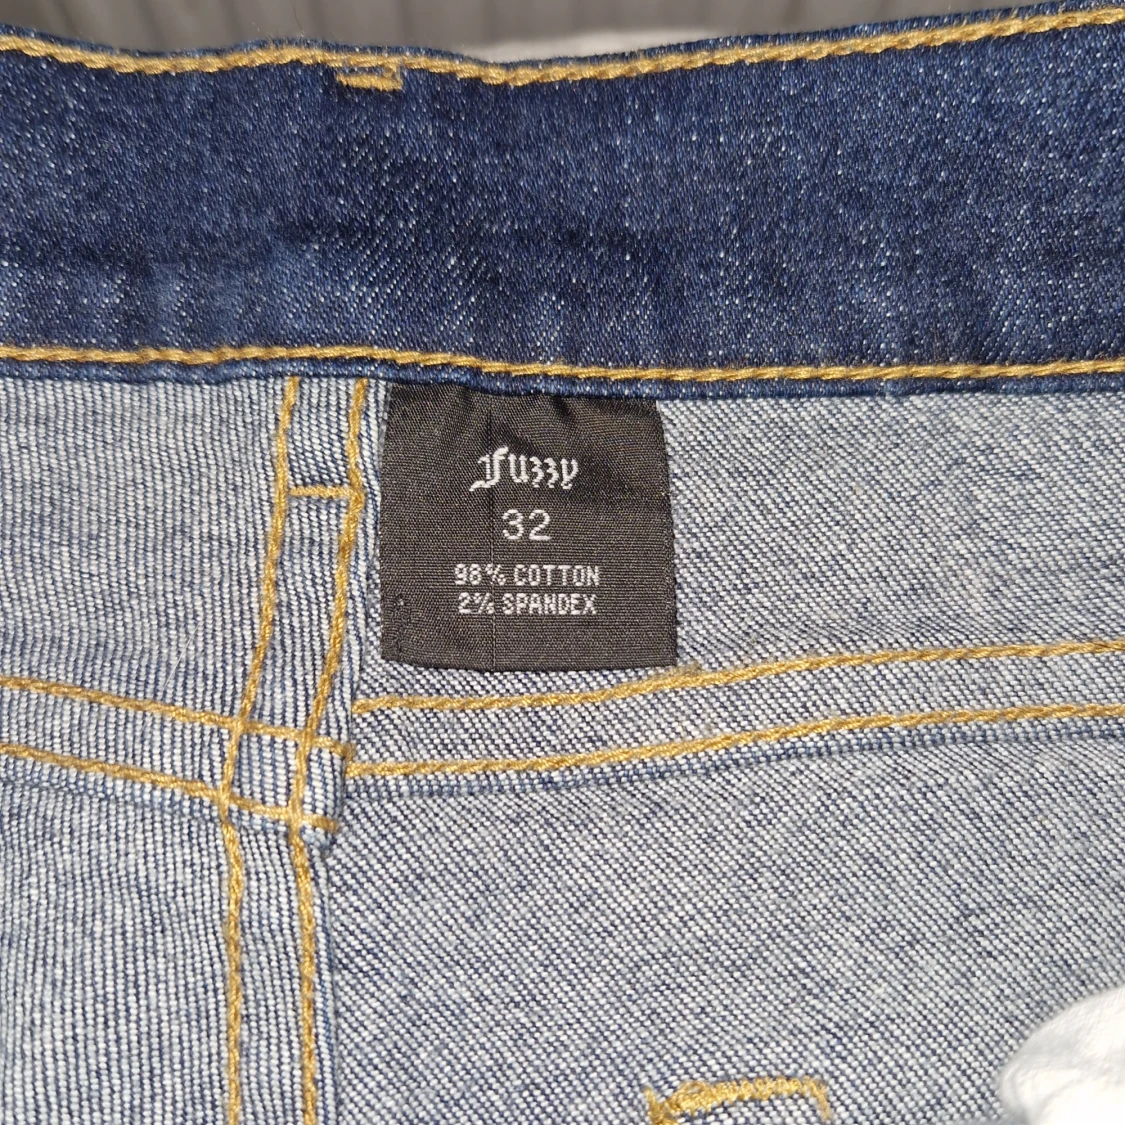 Fuzzy
32
98% COTTON
2% SPANDEX